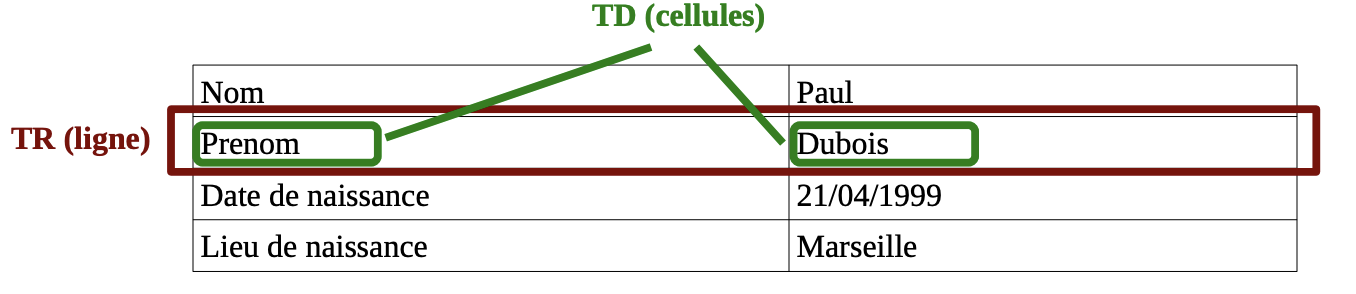 TD (cellules)
Nom Paul
TR (ligne) Prenom Dubois
Date de naissance 21/04/1999
Lieu de naissance Marseille